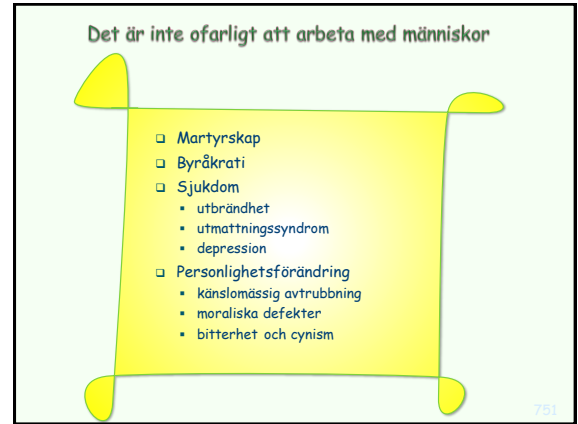 Det är inte ofarligt att arbeta med människor
❑ Martyrskap
❑ Byråkrati
❑ Sjukdom
▪ utbrändhet
▪ utmattningssyndrom
▪ depression
❑ Personlighetsförändring
▪ känslomässig avtrubbning
▪ moraliska defekter
▪ bitterhet och cynism
751